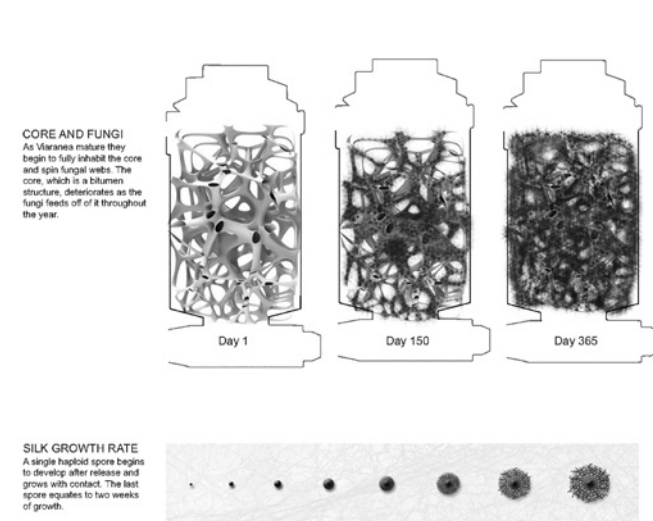 CORE AND FUNGI
As Viaranea mature they
begin to fully inhabit the core
and spin fungal webs. The
core, which is a bitumen
structure, deteriorates as the
fungi feeds off of it throughout
the year.
Day 1
Day 150
Day 365
SILK GROWTH RATE
A single haploid spore begins
to develop after release and
grows with contact. The last
spore equates to two weeks
of growth.